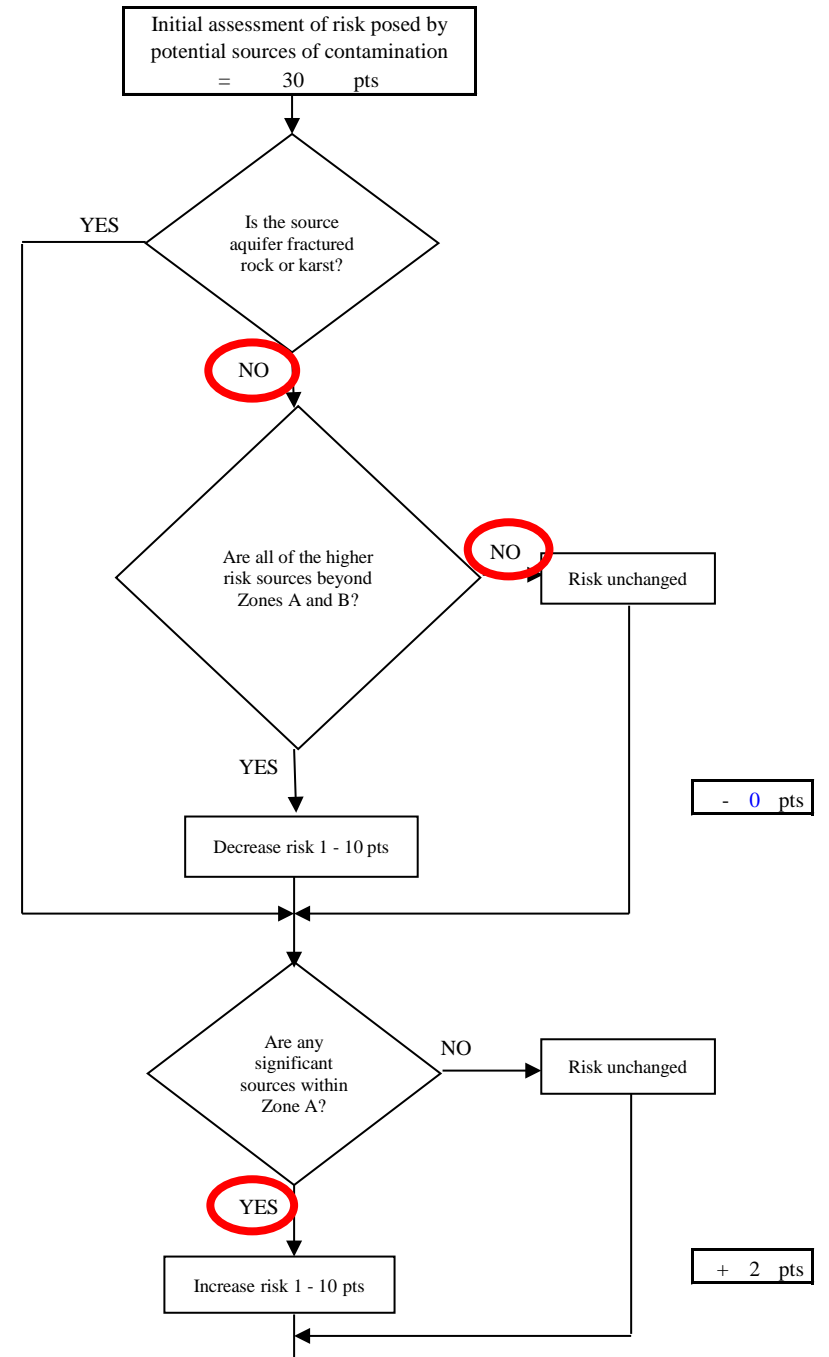 Initial assessment of risk posed by
potential sources of contamination
= 30 pts
YES
Is the source
aquifer fractured
rock or karst?
NO
Are all of the higher
risk sources beyond
Zones A and B?
NO
Risk unchanged
YES
- 0 pts
Decrease risk 1 - 10 pts
Are any
significant
sources within
Zone A?
NO
Risk unchanged
YES
+ 2 pts
Increase risk 1 - 10 pts